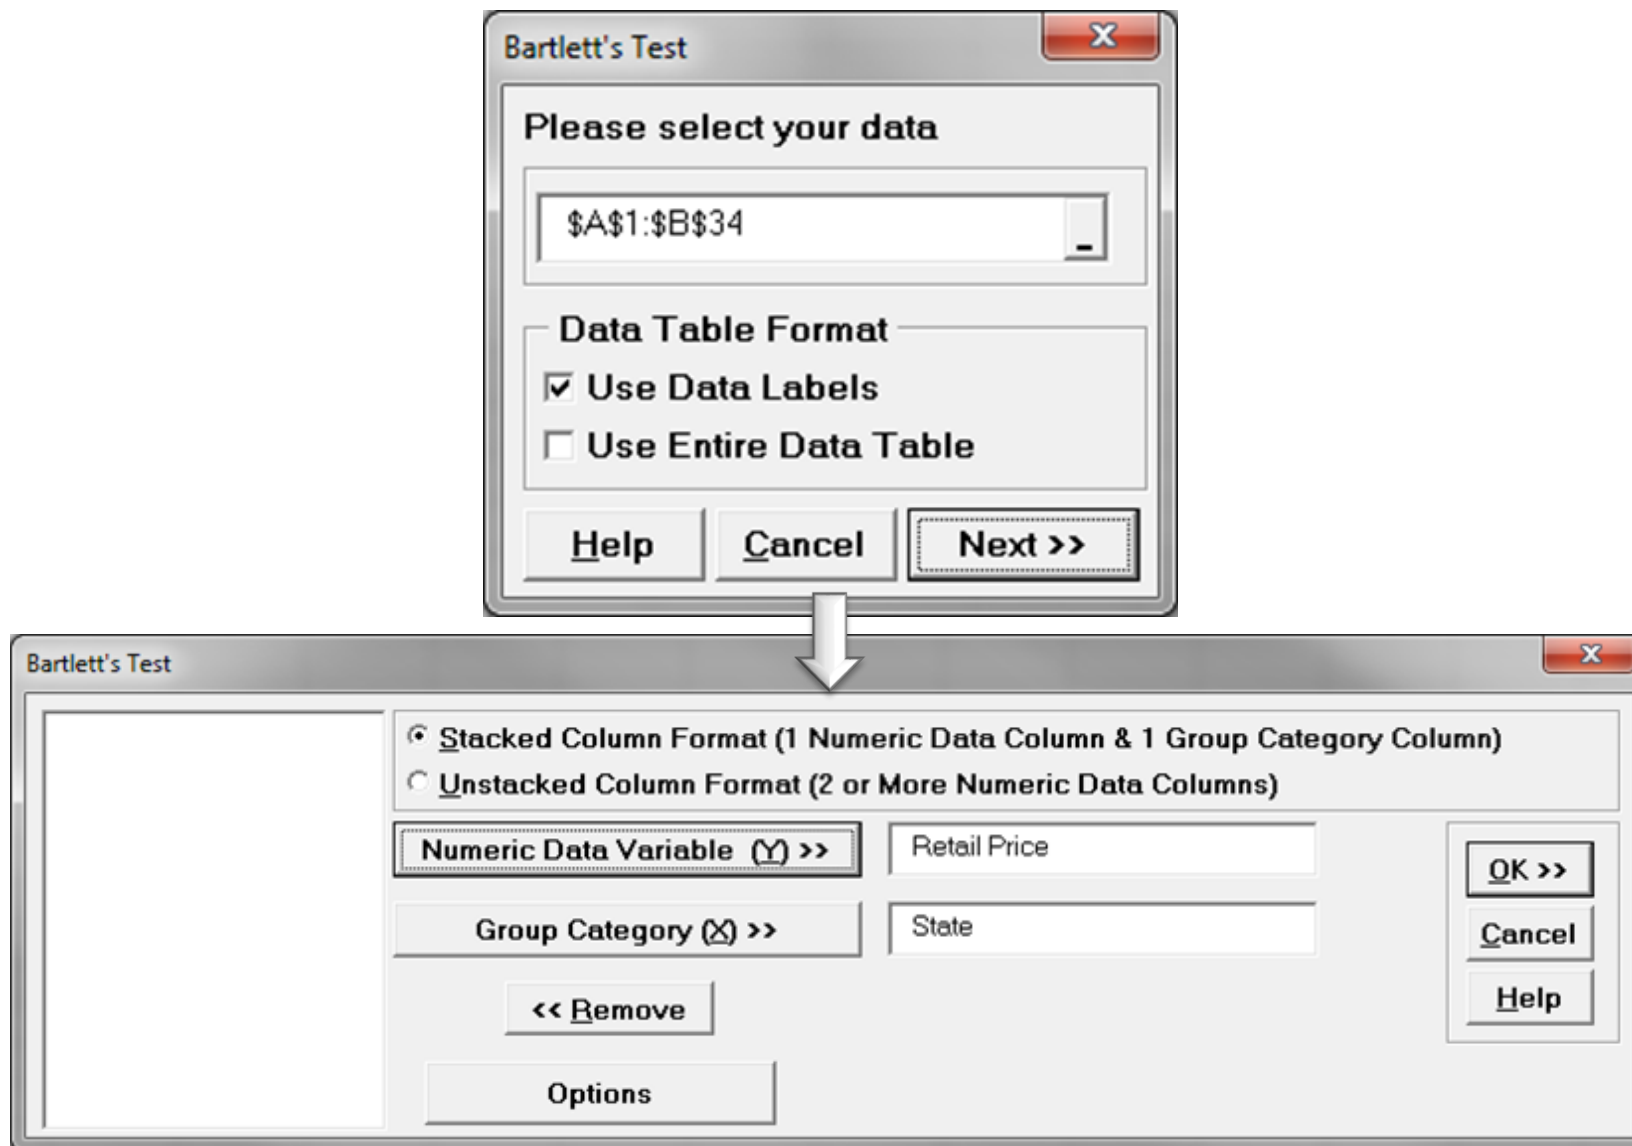 Bartlett's Test
Please select your data
$A$1:$B$34
Data Table Format
Use Data Labels
Use Entire Data Table
Help Cancel Next >>
Bartlett's Test
Stacked Column Format (1 Numeric Data Column & 1 Group Category Column)
Unstacked Column Format (2 or More Numeric Data Columns)
Numeric Data Variable (Y) >> Retail Price
OK >>
Group Category (X) >> State
Cancel
<< Remove
Help
Options